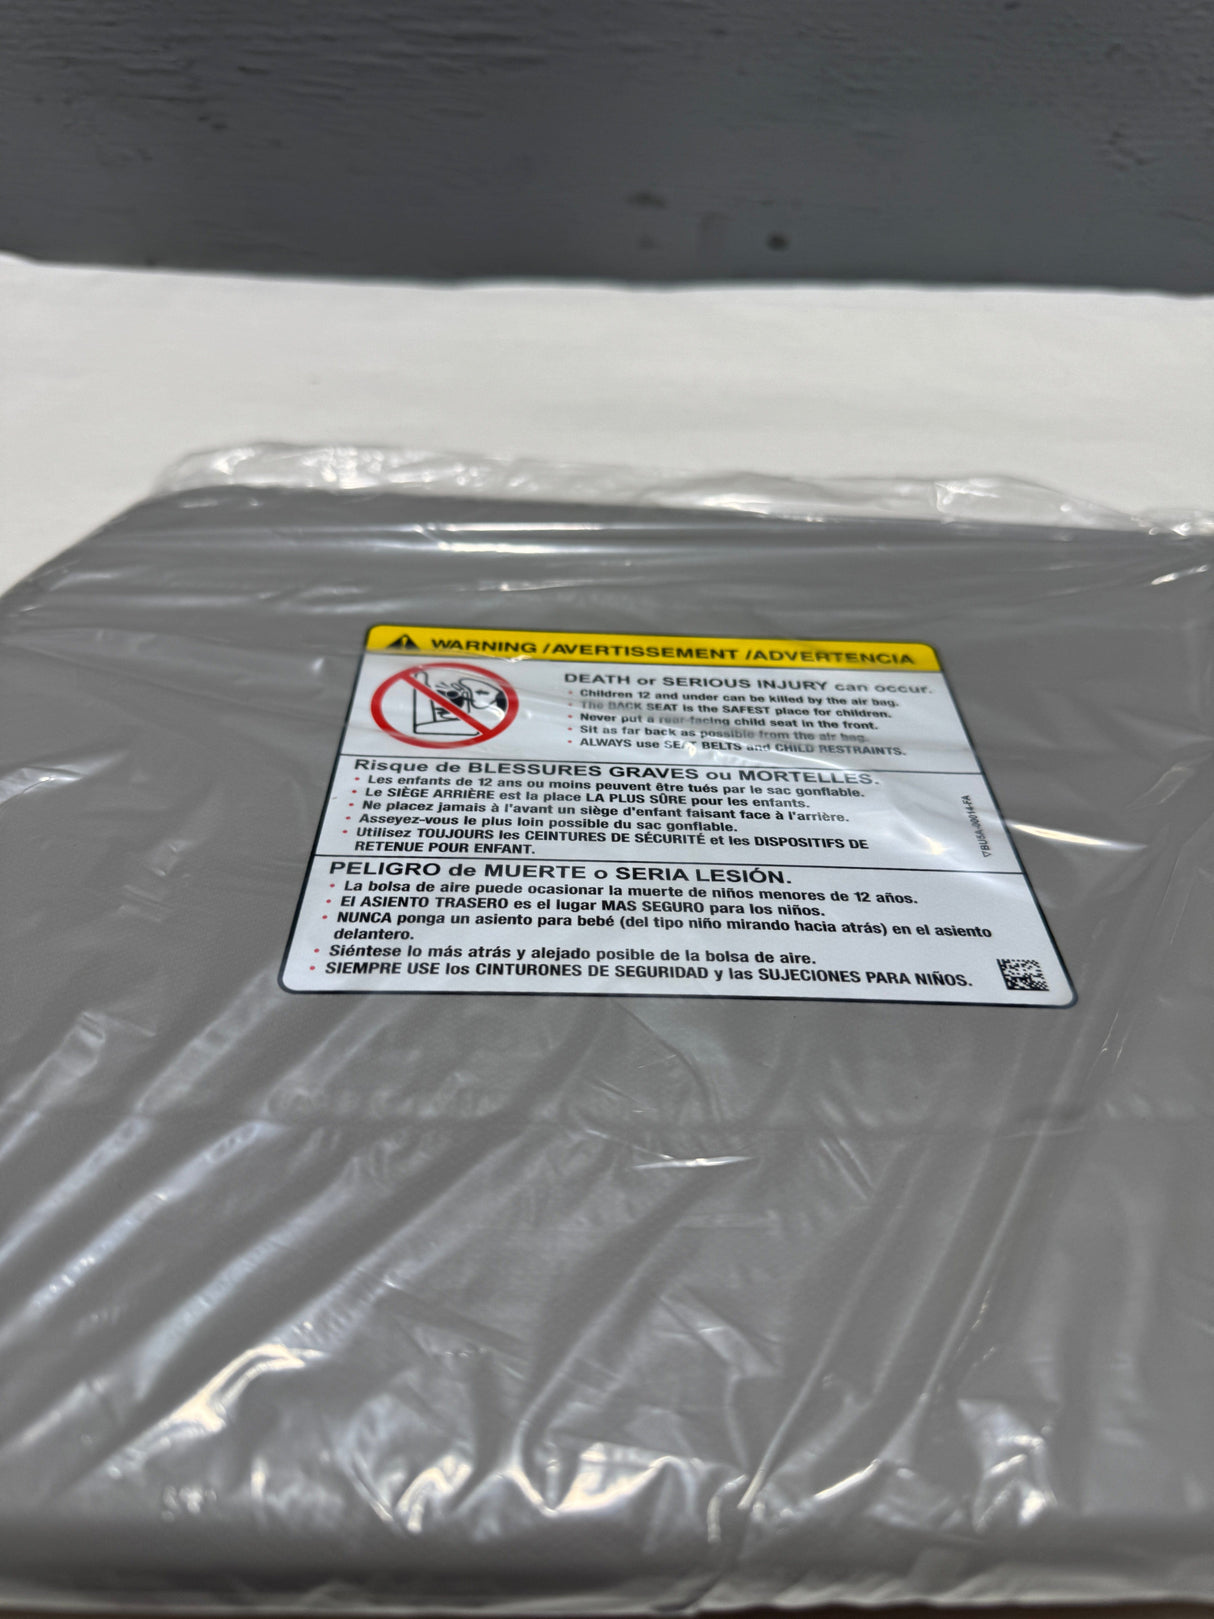 WARNING /AVERTISSEMENT /ADVERTENCIA
DEATH or SERIOUS INJURY can occur.
• Children 12 and under can be killed by the air bag.
• The BACK SEAT is the SAFEST place for children.
• Never put a rear-facing child seat in the front.
• Sit as far back as possible from the air bag.
• ALWAYS use SEAT BELTS and CHILD RESTRAINTS.
Risque de BLESSURES GRAVES ou MORTELLES.
• Les enfants de 12 ans ou moins peuvent être tués par le sac gonflable.
• Le SIÈGE ARRIÈRE est la place LA PLUS SÛRE pour les enfants.
• Ne placez jamais à l'avant un siège d'enfant faisant face à l'arrière.
• Asseyez-vous le plus loin possible du sac gonflable.
• Utilisez TOUJOURS les CEINTURES DE SÉCURITÉ et les DISPOSITIFS DE
RETENUE POUR ENFANT.
PELIGRO de MUERTE o SERIA LESIÓN.
• La bolsa de aire puede ocasionar la muerte de niños menores de 12 años.
• El ASIENTO TRASERO es el lugar MAS SEGURO para los niños.
• NUNCA ponga un asiento para bebé (del tipo niño mirando hacia atrás) en el asiento
delantero.
• Siéntese lo más atrás y alejado posible de la bolsa de aire.
• SIEMPRE USE los CINTURONES DE SEGURIDAD y las SUJECIONES PARA NIÑOS.